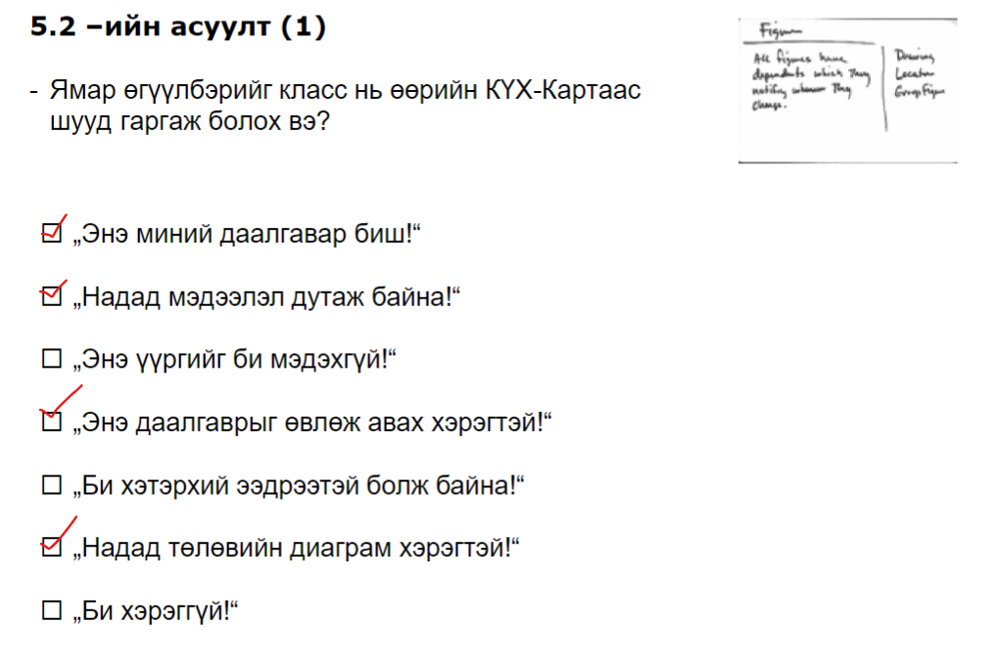 5.2 –ийн асуулт (1)
- Ямар өгүүлбэрийг класс нь өөрийн КҮХ-Картаас
шууд гаргаж болох вэ?
Figure
All figures have
dependents which They
notify whenever They
change.
Drawing
Locator
GroupFigure
„Энэ миний даалгавар биш!“
„Надад мэдээлэл дутаж байна!“
„Энэ үүргийг би мэдэхгүй!“
„Энэ даалгаврыг өвлөж авах хэрэгтэй!“
„Би хэтэрхий ээдрээтэй болж байна!“
„Надад төлөвийн диаграм хэрэгтэй!“
„Би хэрэггүй!“